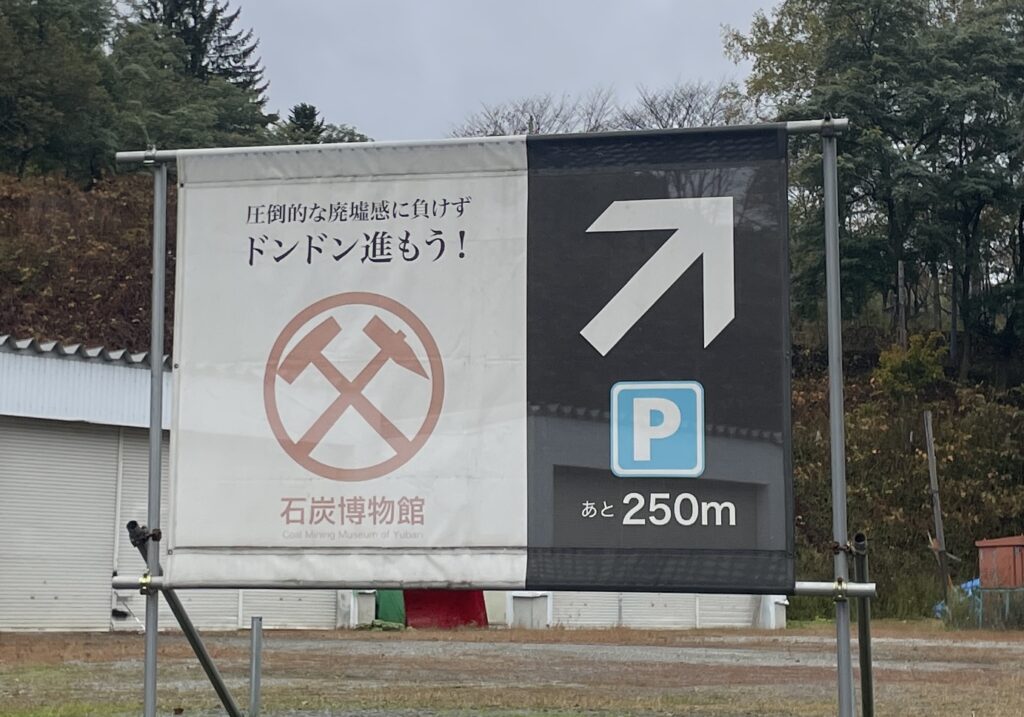 圧倒的な廃墟感に負けず
ドンドン進もう！
石炭博物館
Coal Mining Museum of Yubari
P
あと 250m